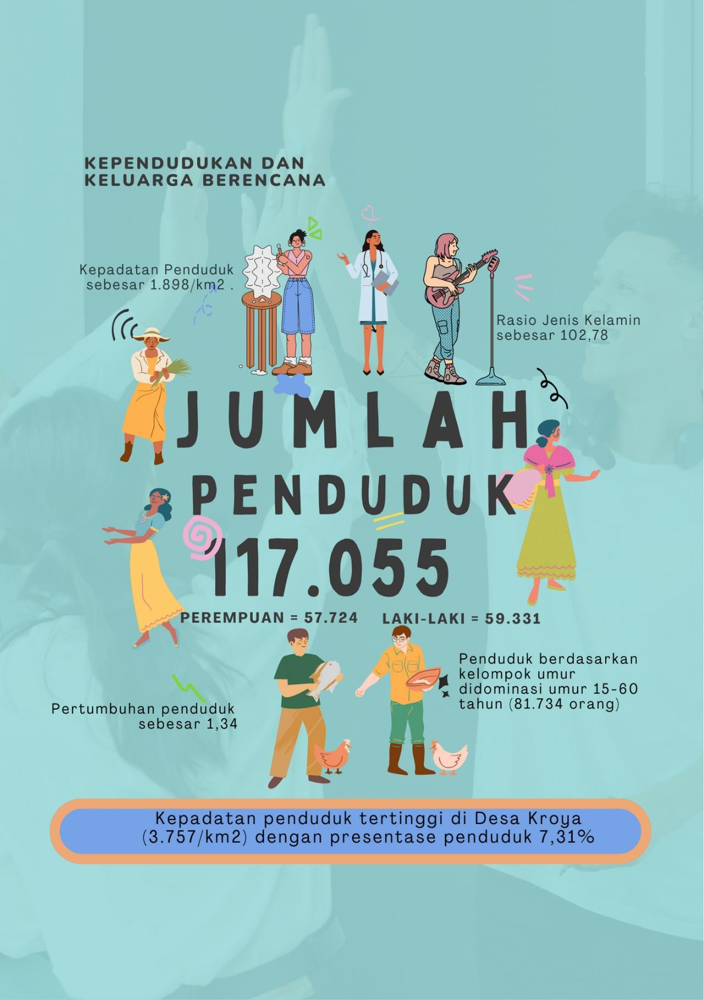 KEPENDUDUKAN DAN
KELUARGA BERENCANA
Kepadatan Penduduk
sebesar 1.898/km2 .
Rasio Jenis Kelamin
sebesar 102,78
JUMLAH
PENDUDUK
117.055
PEREMPUAN = 57.724
LAKI-LAKI = 59.331
Penduduk berdasarkan
kelompok umur
didominasi umur 15-60
tahun (81.734 orang)
Pertumbuhan penduduk
sebesar 1,34
Kepadatan penduduk tertinggi di Desa Kroya
(3.757/km2) dengan presentase penduduk 7,31%